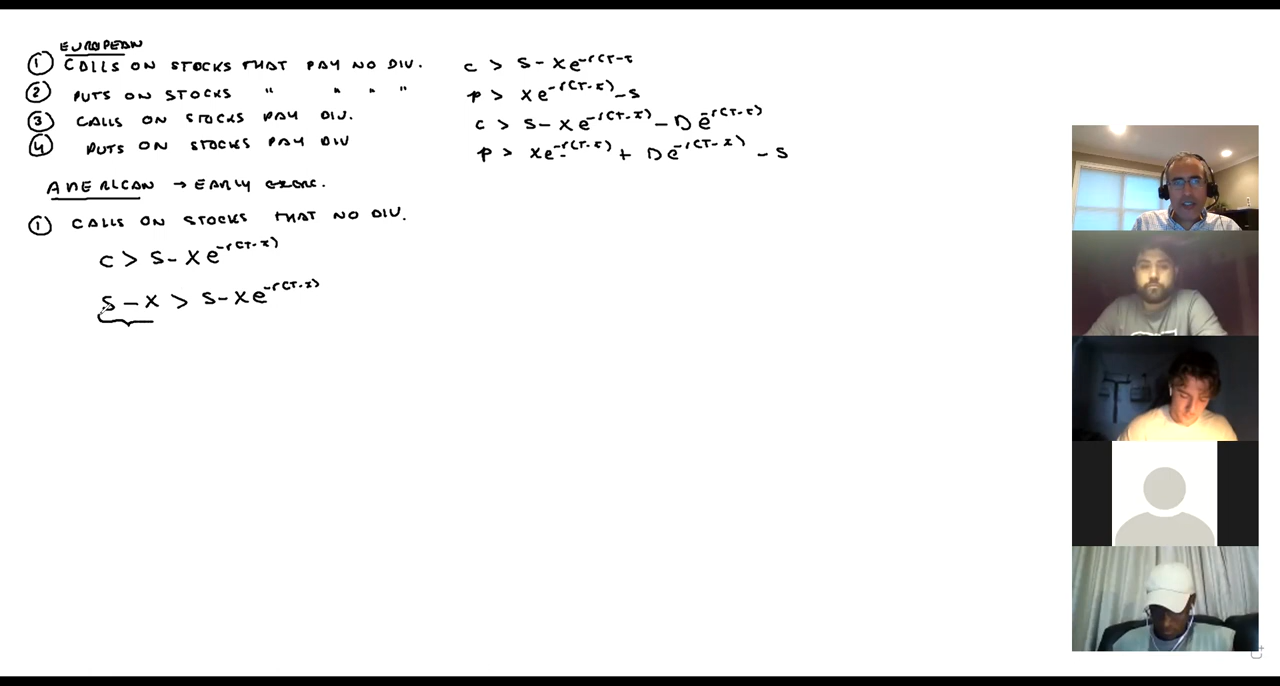 EUROPEAN
① CALLS ON STOCKS THAT PAY NO DIV. c > S - Xe^-r(T-t
② PUTS ON STOCKS " " " " p > Xe^-r(T-t) - S
③ CALLS ON STOCKS PAY DIV. c > S - Xe^-r(T-t) - De^-r(T-t)
④ PUTS ON STOCKS PAY DIV p > Xe^-r(T-t) + De^-r(T-t) - S
AMERICAN → EARLY
① CALLS ON STOCKS THAT NO DIV.
c > S - Xe^-r(T-t)
S - X > S - Xe^-r(T-t)